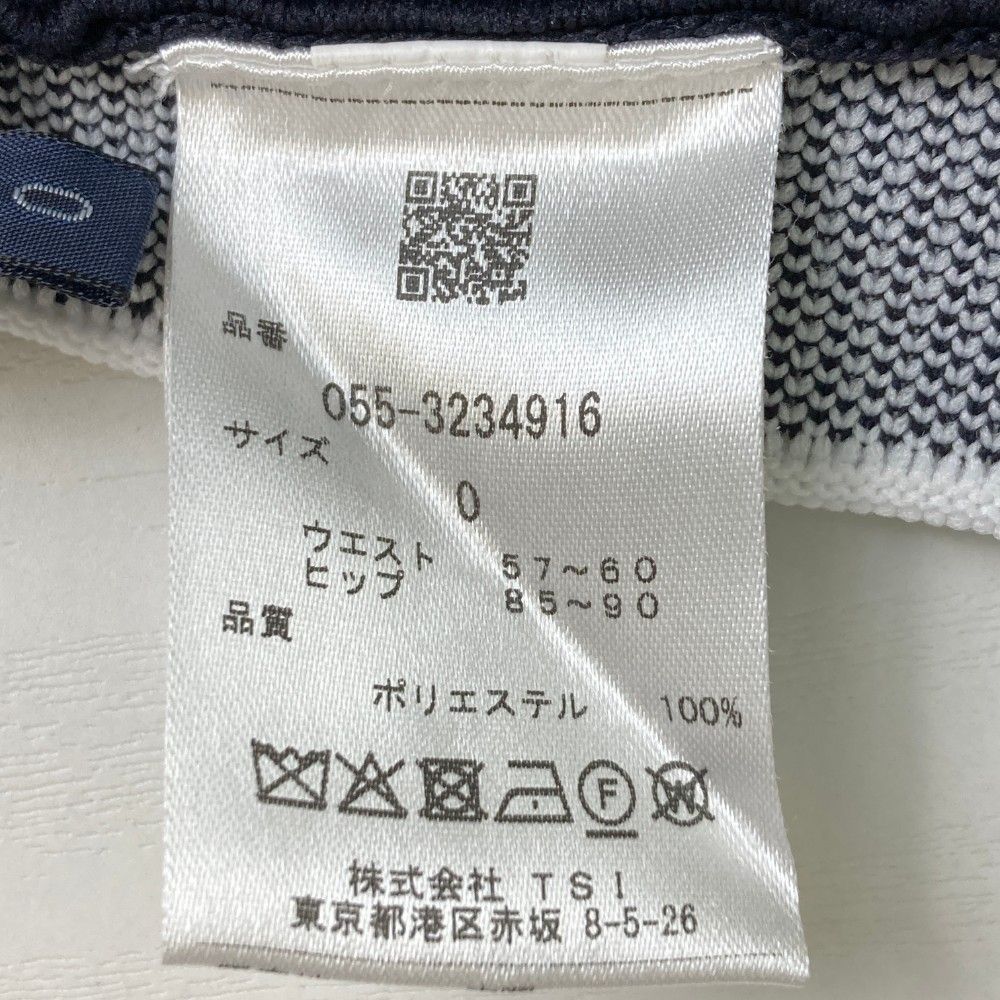 0
品番
055-3234916
サイズ
0
ウエスト 57~60
ヒップ 85~90
品質
ポリエステル 100%
F
W
株式会社 TSI
東京都港区赤坂 8-5-26